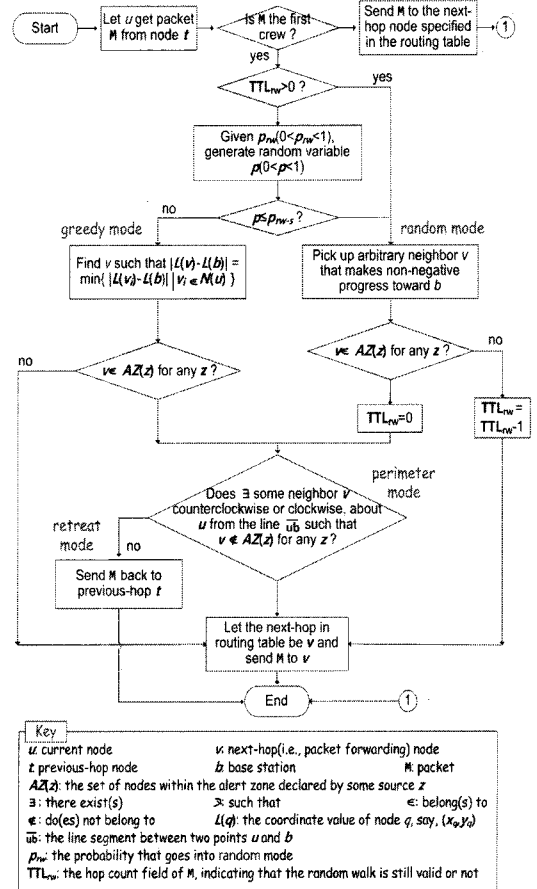 Start
Let u get packet
M from node t
Is M the first
crew ?
Send M to the next-
hop node specified
in the routing table
1
yes
TTLrw>0 ?
yes
Given prw(0<prw<1),
generate random variable
p(0<p<1)
no
p≤prw-s ?
greedy mode
random mode
Find v such that |L(v)-L(b)| =
min{ |L(vi)-L(b)| | vi ∈ N(u) }
Pick up arbitrary neighbor v
that makes non-negative
progress toward b
no
v∈ AZ(z) for any z ?
v∈ AZ(z) for any z ?
no
TTLrw=0
TTLrw =
TTLrw-1
perimeter
mode
Does ∃ some neighbor v
counterclockwise or clockwise, about
u from the line ub such that
v ∉ AZ(z) for any z ?
retreat
mode
no
Send M back to
previous-hop t
Let the next-hop in
routing table be v and
send M to v
End
1
Key
u: current node v: next-hop(i.e., packet forwarding) node
t: previous-hop node b: base station M: packet
AZ(z): the set of nodes within the alert zone declared by some source z
∃: there exist(s) ∋: such that ∈: belong(s) to
∉: do(es) not belong to L(q): the coordinate value of node q, say, (xq,yq)
ub: the line segment between two points u and b
prw: the probability that goes into random mode
TTLrw: the hop count field of M, indicating that the random walk is still valid or not